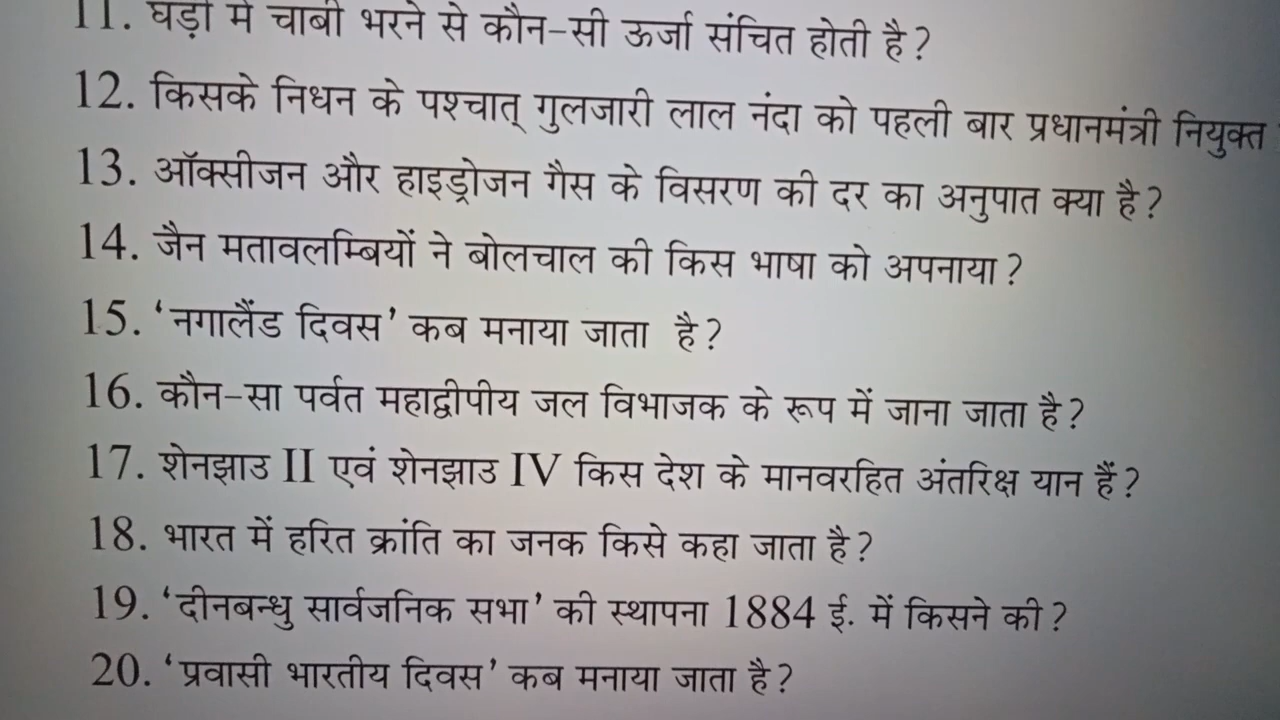 11. घड़ी में चाबी भरने से कौन-सी ऊर्जा संचित होती है?
12. किसके निधन के पश्चात् गुलजारी लाल नंदा को पहली बार प्रधानमंत्री नियुक्त
13. ऑक्सीजन और हाइड्रोजन गैस के विसरण की दर का अनुपात क्या है?
14. जैन मतावलम्बियों ने बोलचाल की किस भाषा को अपनाया?
15. ‘नगालैंड दिवस’ कब मनाया जाता है?
16. कौन-सा पर्वत महाद्वीपीय जल विभाजक के रूप में जाना जाता है?
17. शेनझाउ II एवं शेनझाउ IV किस देश के मानवरहित अंतरिक्ष यान हैं?
18. भारत में हरित क्रांति का जनक किसे कहा जाता है?
19. ‘दीनबन्धु सार्वजनिक सभा’ की स्थापना 1884 ई. में किसने की?
20. ‘प्रवासी भारतीय दिवस’ कब मनाया जाता है?